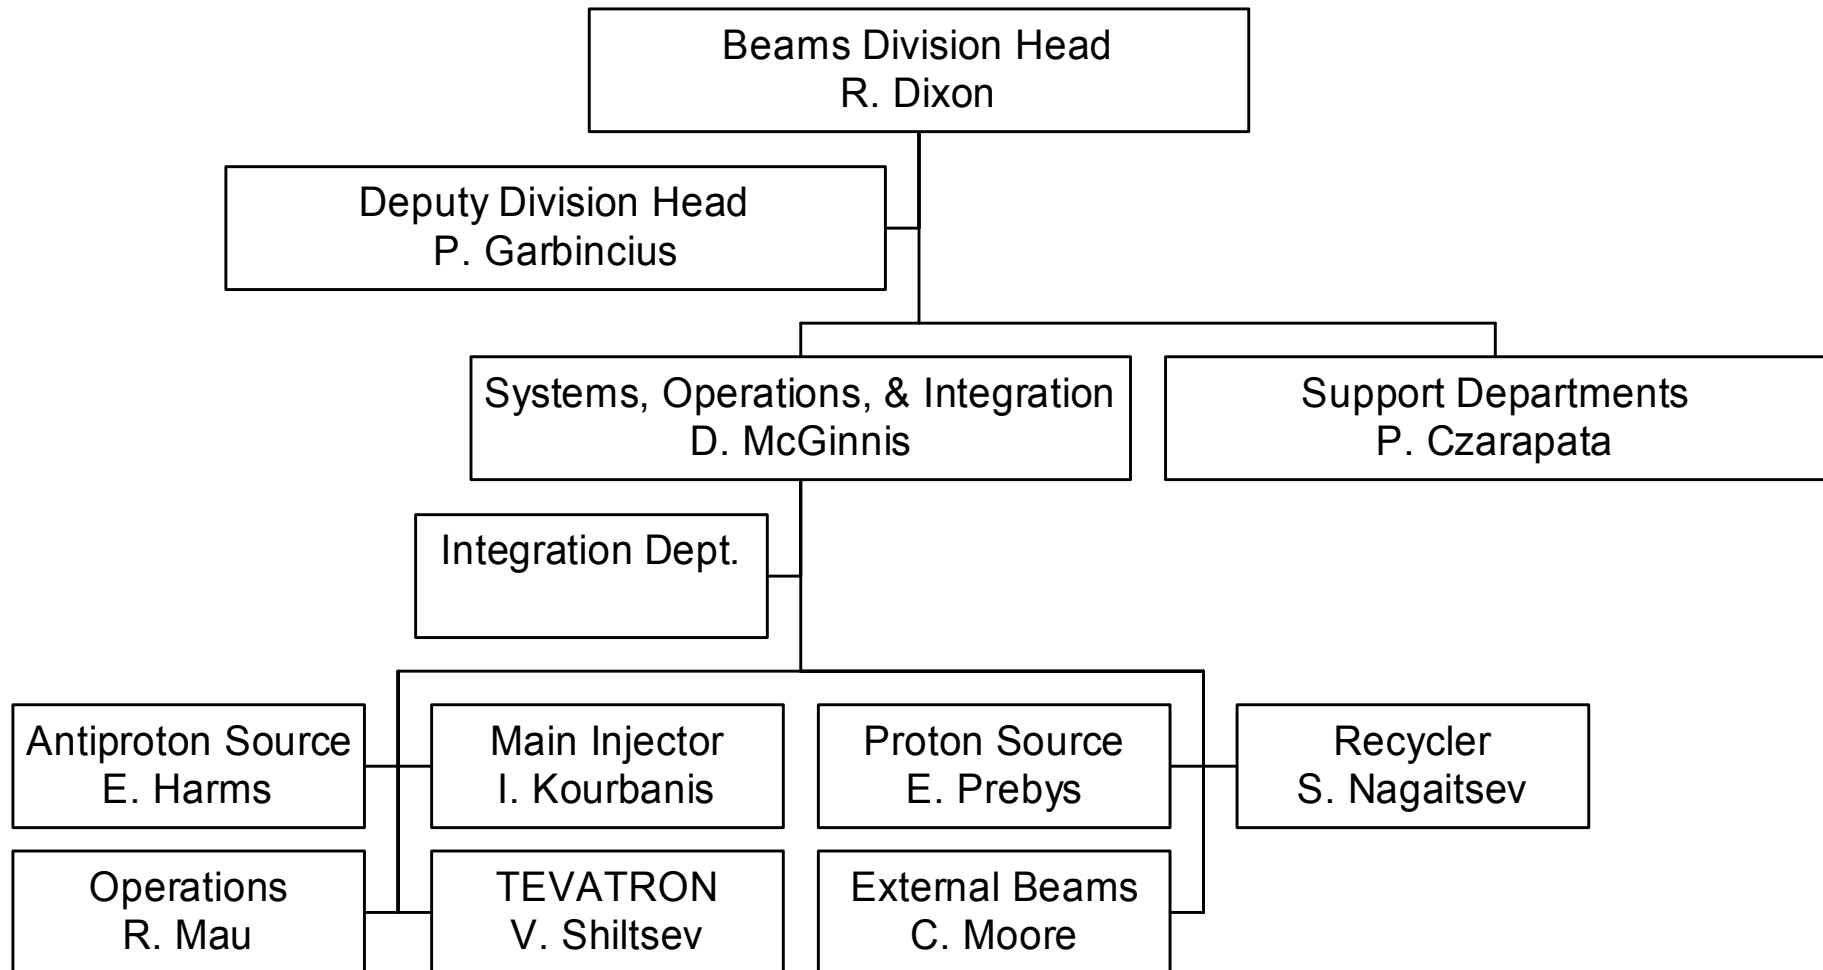 Beams Division Head
R. Dixon
Deputy Division Head
P. Garbincius
Systems, Operations, & Integration
D. McGinnis
Support Departments
P. Czarapata
Integration Dept.
Antiproton Source
E. Harms
Main Injector
I. Kourbanis
Proton Source
E. Prebys
Recycler
S. Nagaitsev
Operations
R. Mau
TEVATRON
V. Shiltsev
External Beams
C. Moore